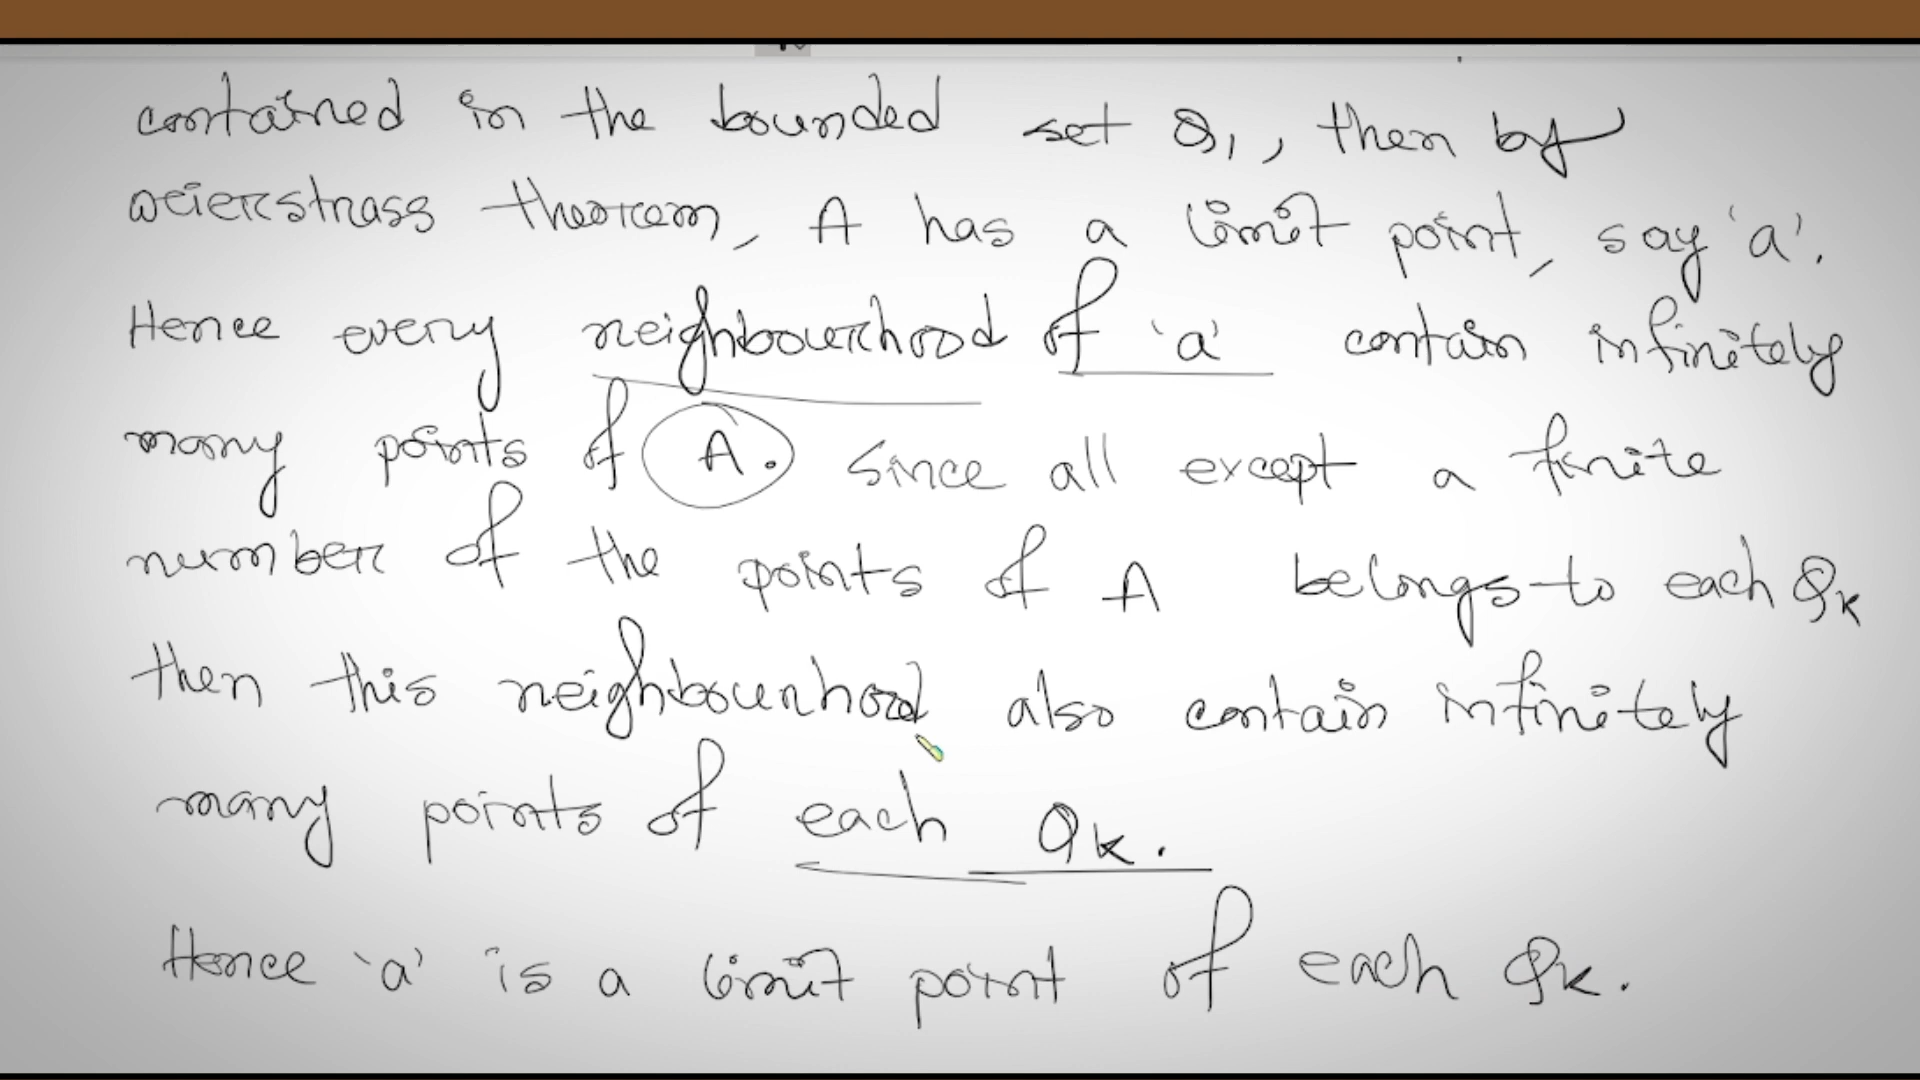 contained in the bounded set Q1, then by
weierstrass theorem, A has a limit point, say 'a'.
Hence every neighbourhood of 'a' contain infinitely
many points of A. Since all except a finite
number of the points of A belongs to each Qk
then this neighbourhood also contain infinitely
many points of each Qk.
Hence 'a' is a limit point of each Qk.